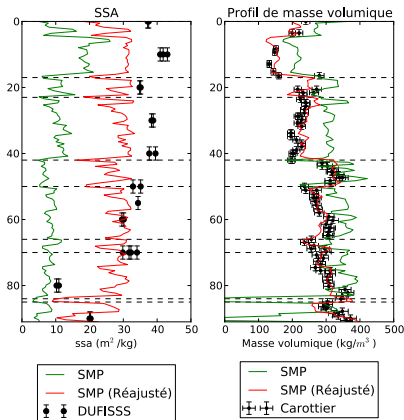 SSA
Profil de masse volumique
0
20
40
60
80
0 10 20 30 40 50
ssa (m²/kg)
0
20
40
60
80
0 100 200 300 400 500
Masse volumique (kg/m³)
SMP
SMP (Réajusté)
DUFISSS
SMP
SMP (Réajusté)
Carottier